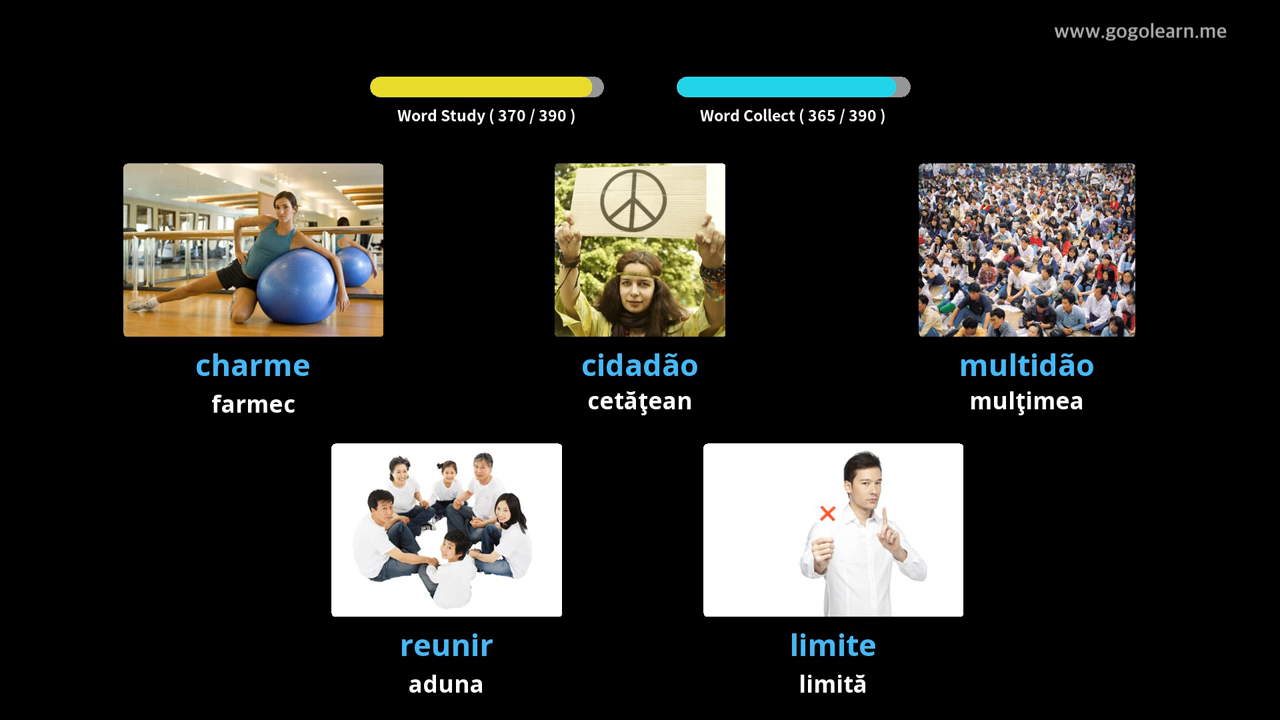 www.gogolearn.me
Word Study ( 370 / 390 )
Word Collect ( 365 / 390 )
charme
cidadão
multidão
farmec
cetăţean
mulţimea
reunir
limite
aduna
limită